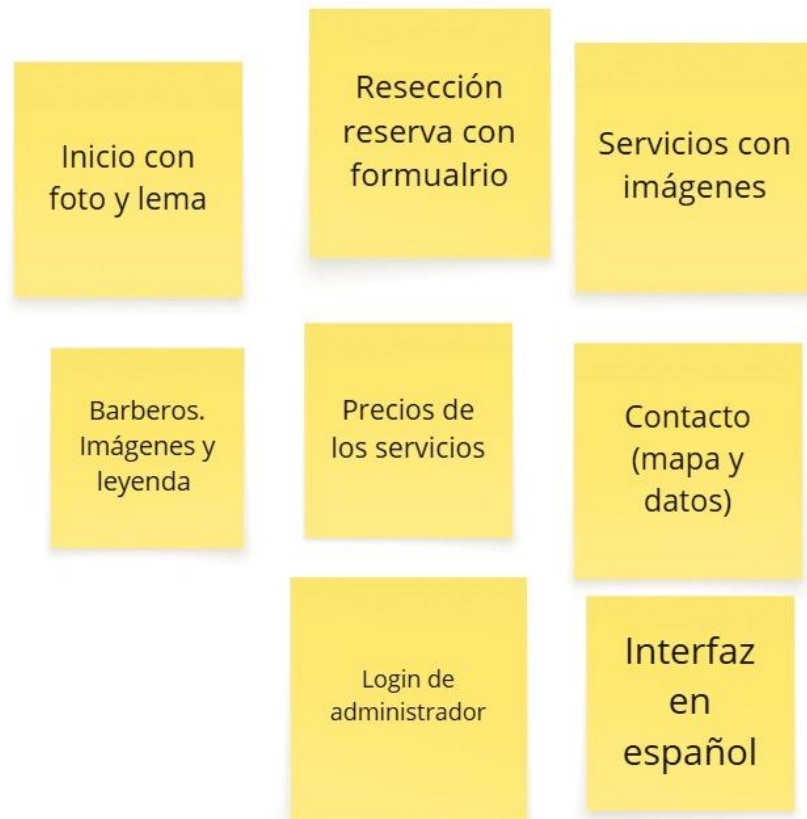 Inicio con
foto y lema
Resección
reserva con
formualrio
Servicios con
imágenes
Barberos.
Imágenes y
leyenda
Precios de
los servicios
Contacto
(mapa y
datos)
Login de
administrador
Interfaz
en
español